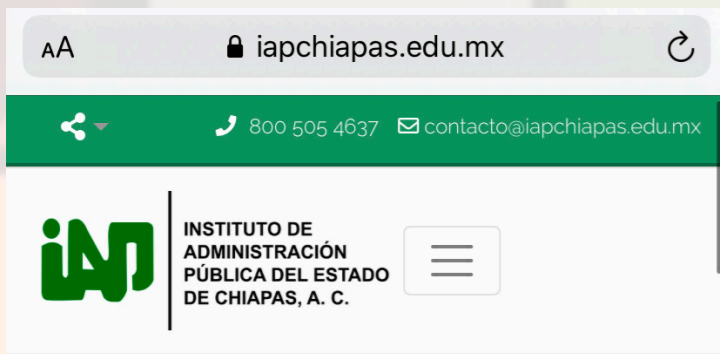 AA iapchiapas.edu.mx
800 505 4637 contacto@iapchiapas.edu.mx
iAP
INSTITUTO DE
ADMINISTRACIÓN
PÚBLICA DEL ESTADO
DE CHIAPAS, A. C.